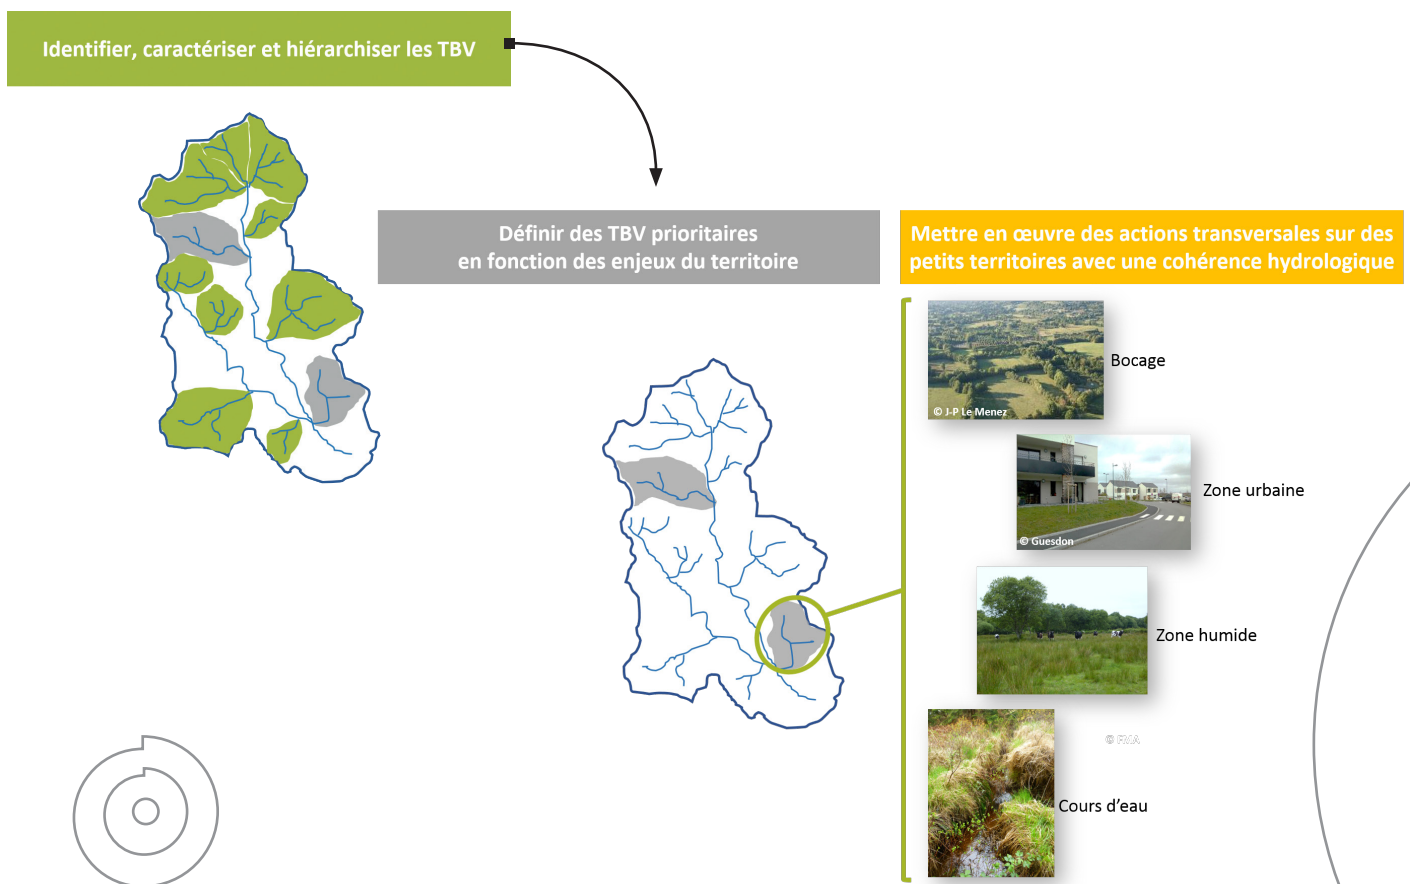 Identifier, caractériser et hiérarchiser les TBV
Définir des TBV prioritaires
en fonction des enjeux du territoire
Mettre en œuvre des actions transversales sur des
petits territoires avec une cohérence hydrologique
© J-P Le Menez
Bocage
© Guesdon
Zone urbaine
Zone humide
© FMA
Cours d'eau